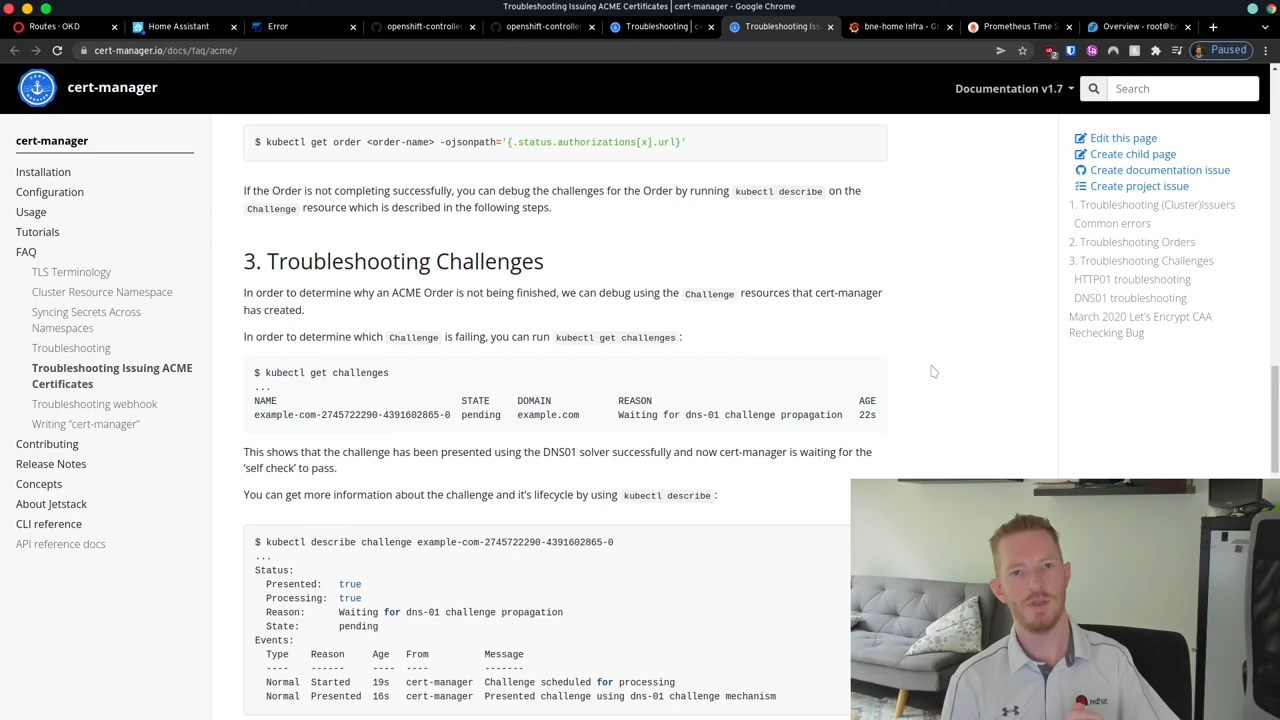 Troubleshooting Issuing ACME Certificates | cert-manager - Google Chrome
Routes · OKD
Home Assistant
Error
openshift-controller
openshift-controller
Troubleshooting | c
Troubleshooting Iss
bne-home Infra - G
Prometheus Time S
Overview - root@b
cert-manager.io/docs/faq/acme/
2
Paused
cert-manager
Documentation v1.7
Search
cert-manager
Installation
Configuration
Usage
Tutorials
FAQ
TLS Termination
Cluster Resource Namespace
Syncing Secrets Across
Namespaces
Troubleshooting
Troubleshooting Issuing ACME
Certificates
Troubleshooting webhook
Writing “cert-manager”
Contributing
Release Notes
Concepts
About Jetstack
CLI reference
API reference docs
$ kubectl get order <order-name> -ojsonpath='{.status.authorizations[x].url}'
If the Order is not completing successfully, you can debug the challenges for the Order by running kubectl describe on the
Challenge resource which is described in the following steps.
3. Troubleshooting Challenges
In order to determine why an ACME Order is not being finished, we can debug using the Challenge resources that cert-manager
has created.
In order to determine which Challenge is failing, you can run kubectl get challenges :
$ kubectl get challenges
...
NAME STATE DOMAIN REASON AGE
example-com-2745722290-4391602865-0 pending example.com Waiting for dns-01 challenge propagation 22s
This shows that the challenge has been presented using the DNS01 solver successfully and now cert-manager is waiting for the
‘self check’ to pass.
You can get more information about the challenge and it’s lifecycle by using kubectl describe :
$ kubectl describe challenge example-com-2745722290-4391602865-0
...
Status:
Presented: true
Processing: true
Reason: Waiting for dns-01 challenge propagation
State: pending
Events:
Type Reason Age From Message
---- ------ ---- ---- -------
Normal Started 19s cert-manager Challenge scheduled for processing
Normal Presented 16s cert-manager Presented challenge using dns-01 challenge mechanism
Edit this page
Create child page
Create documentation issue
Create project issue
1. Troubleshooting (Cluster)Issuers
Common errors
2. Troubleshooting Orders
3. Troubleshooting Challenges
HTTP01 troubleshooting
DNS01 troubleshooting
March 2020 Let’s Encrypt CAA
Rechecking Bug
redhat